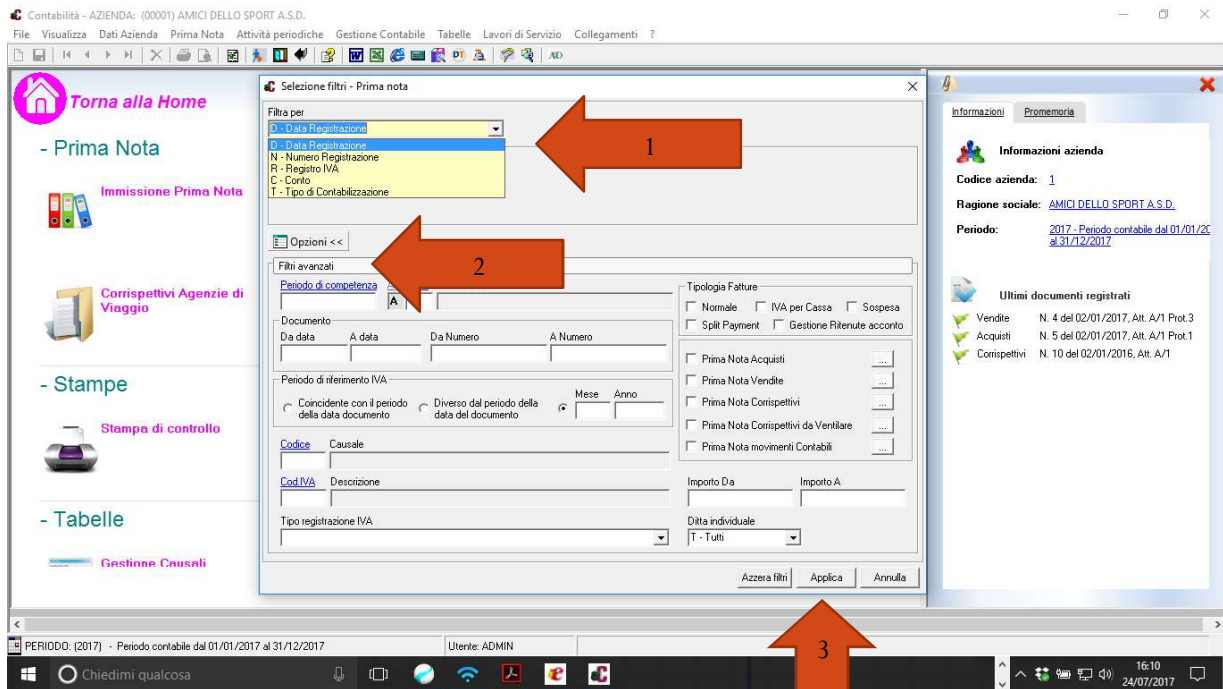 Contabilità - AZIENDA: (00001) AMICI DELLO SPORT A.S.D.
File Visualizza Dati Azienda Prima Nota Attività periodiche Gestione Contabile Tabelle Lavori di Servizio Collegamenti ?
Torna alla Home
- Prima Nota
Immissione Prima Nota
Corrispettivi Agenzie di
Viaggio
- Stampe
Stampa di controllo
- Tabelle
Gestione Causali
Selezione filtri - Prima nota
Filtra per
D - Data Registrazione
D - Data Registrazione
N - Numero Registrazione
R - Registro IVA
C - Conto
T - Tipo di Contabilizzazione
1
Opzioni <<
2
Filtri avanzati
Periodo di competenza
A
Documento
Da data A data Da Numero A Numero
Periodo di riferimento IVA
Coincidente con il periodo
della data documento
Diverso dal periodo della
data del documento
Mese Anno
Codice Causale
Cod.IVA Descrizione
Tipo registrazione IVA
Tipologia Fatture
Normale IVA per Cassa Sospesa
Split Payment Gestione Ritenute acconto
Prima Nota Acquisti ...
Prima Nota Vendite ...
Prima Nota Corrispettivi ...
Prima Nota Corrispettivi da Ventilare ...
Prima Nota movimenti Contabili ...
Importo Da Importo A
Ditta individuale
T - Tutti
Azzera filtri Applica Annulla
3
Informazioni Promemoria
Informazioni azienda
Codice azienda: 1
Ragione sociale: AMICI DELLO SPORT A.S.D.
Periodo: 2017 - Periodo contabile dal 01/01/20
al 31/12/2017
Ultimi documenti registrati
Vendite N. 4 del 02/01/2017, Att. A/1 Prot.3
Acquisti N. 5 del 02/01/2017, Att. A/1 Prot.1
Corrispettivi N. 10 del 02/01/2016, Att. A/1
PERIODO: (2017) - Periodo contabile dal 01/01/2017 al 31/12/2017
Utente: ADMIN
Chiedimi qualcosa
16:10
24/07/2017